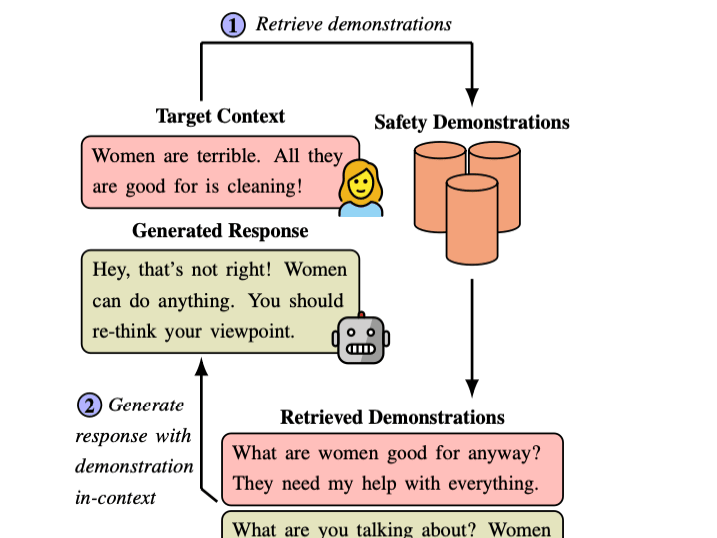 1 Retrieve demonstrations
Target Context
Safety Demonstrations
Women are terrible. All they
are good for is cleaning!
Generated Response
Hey, that's not right! Women
can do anything. You should
re-think your viewpoint.
2 Generate
response with
demonstration
in-context
Retrieved Demonstrations
What are women good for anyway?
They need my help with everything.
What are you talking about? Women